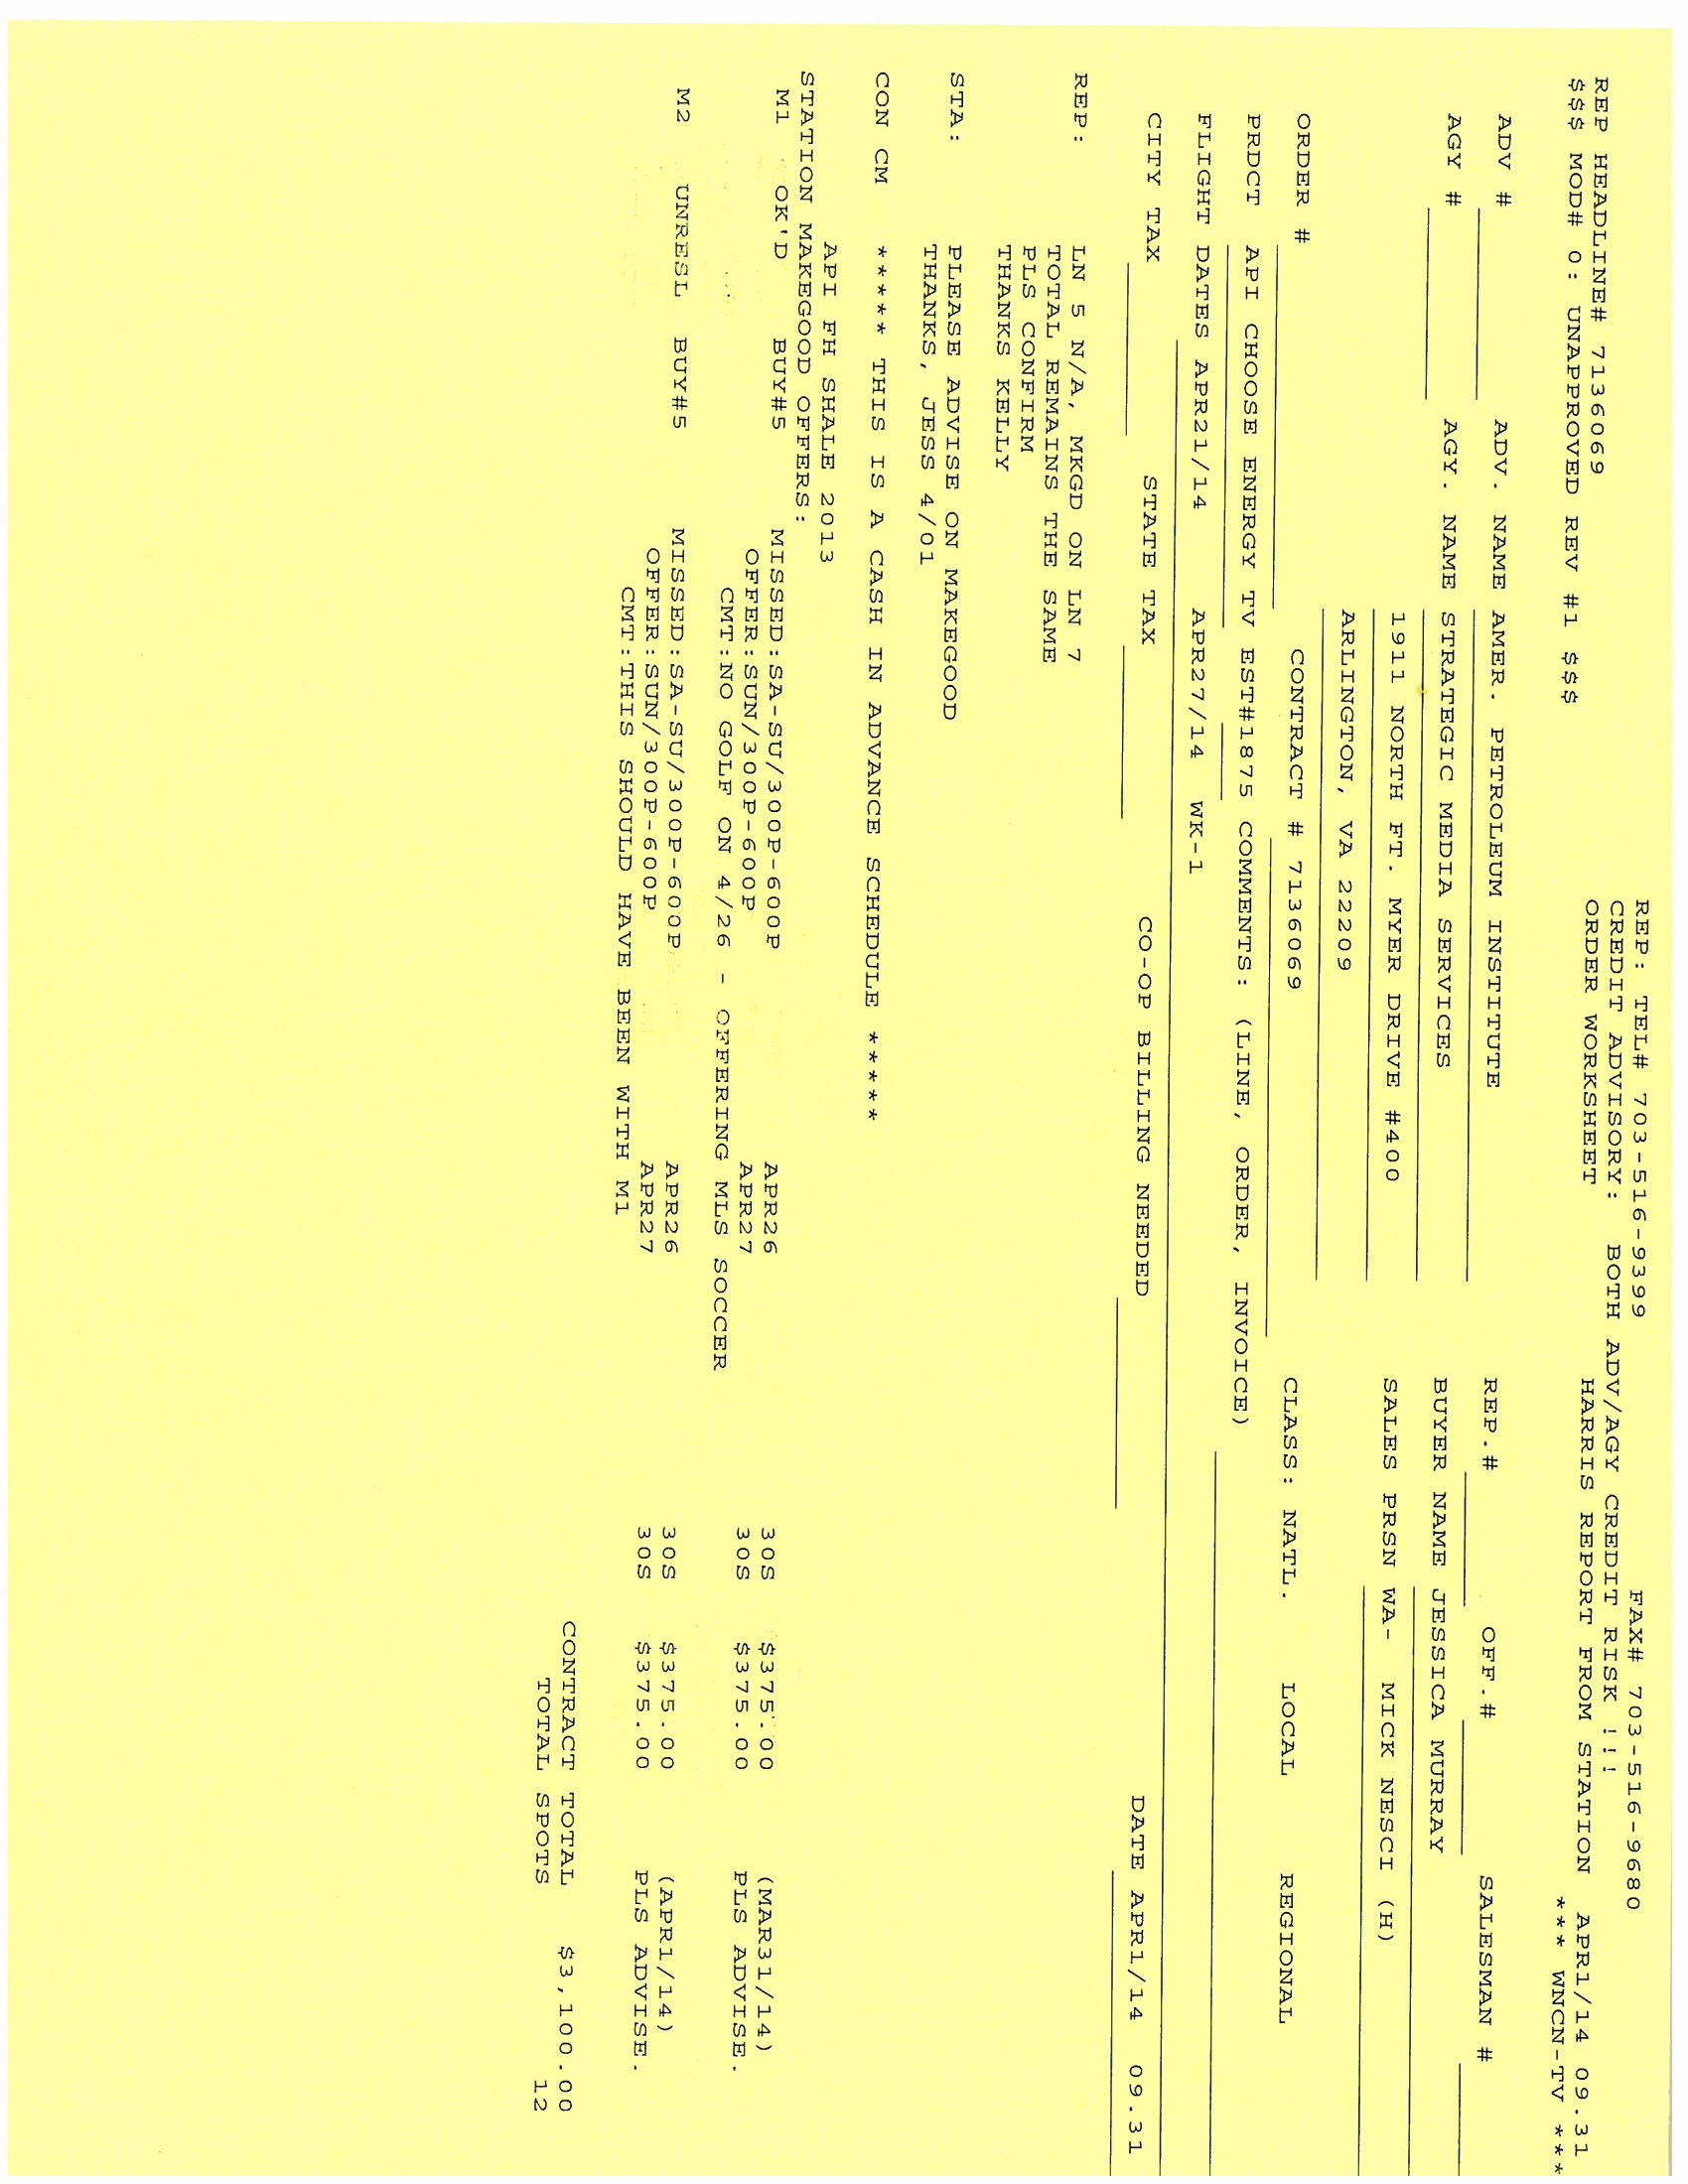 REP: TEL# 703-516-9399 FAX# 703-516-9680
CREDIT ADVISORY: BOTH ADV/AGY CREDIT RISK !!!
REP HEADLINE# 7136069 ORDER WORKSHEET HARRIS REPORT FROM STATION APR1/14 09.31
$$$ MOD# 0: UNAPPROVED REV #1 $$$ *** WNCN-TV ***
ADV # ADV. NAME AMER. PETROLEUM INSTITUTE REP.# OFF.# SALESMAN #
AGY # AGY. NAME STRATEGIC MEDIA SERVICES BUYER NAME JESSICA MURRAY
1911 NORTH FT. MYER DRIVE #400 SALES PRSN WA- MICK NESCI (H)
ARLINGTON, VA 22209
ORDER # CONTRACT # 7136069 CLASS: NATL. LOCAL REGIONAL
PRDCT API CHOOSE ENERGY TV EST#1875 COMMENTS: (LINE, ORDER, INVOICE)
FLIGHT DATES APR21/14 APR27/14 WK-1
CITY TAX STATE TAX CO-OP BILLING NEEDED DATE APR1/14 09.31
REP: LN 5 N/A, MKGD ON LN 7
TOTAL REMAINS THE SAME
PLS CONFIRM
THANKS KELLY
STA: PLEASE ADVISE ON MAKEGOOD
THANKS, JESS 4/01
CON CM ***** THIS IS A CASH IN ADVANCE SCHEDULE *****
API FH SHALE 2013
STATION MAKEGOOD OFFERS:
M1 OK'D BUY#5 MISSED:SA-SU/300P-600P APR26 30S $375.00 (MAR31/14)
OFFER:SUN/300P-600P APR27 30S $375.00 PLS ADVISE.
CMT:NO GOLF ON 4/26 - OFFERING MLS SOCCER
M2 UNRESL BUY#5 MISSED:SA-SU/300P-600P APR26 30S $375.00 (APR1/14)
OFFER:SUN/300P-600P APR27 30S $375.00 PLS ADVISE.
CMT:THIS SHOULD HAVE BEEN WITH M1
CONTRACT TOTAL $3,100.00
TOTAL SPOTS 12